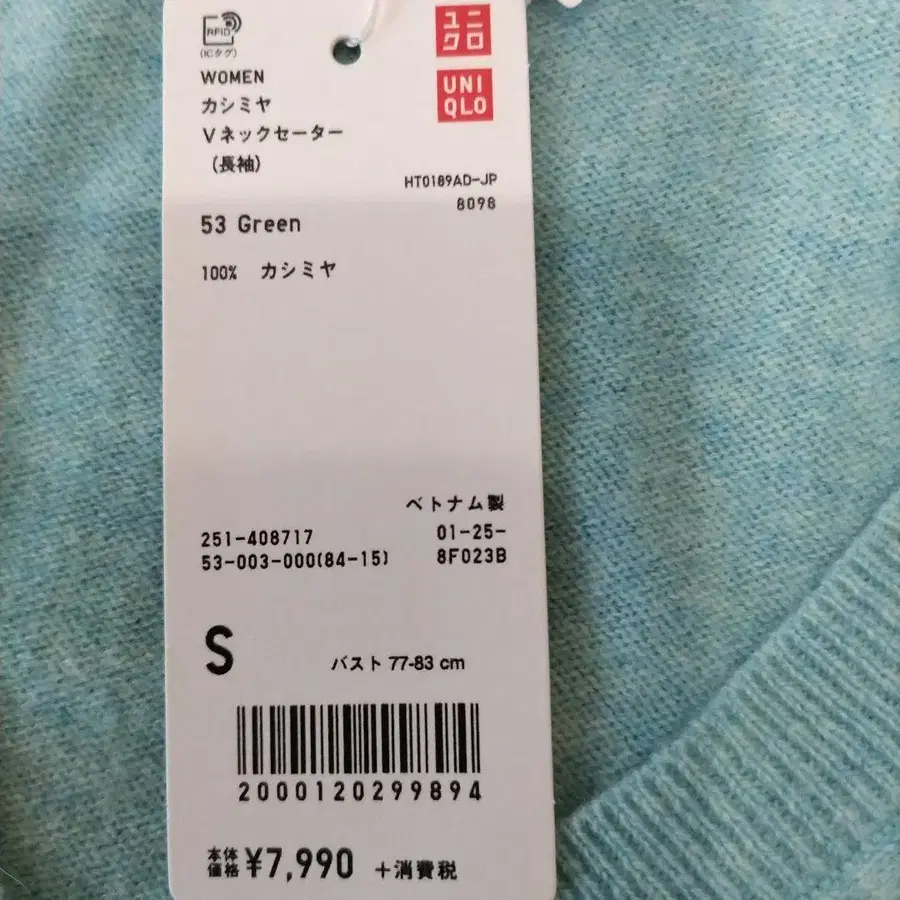 RFID
(ICタグ)
ユニ
クロ
UNI
QLO
WOMEN
カシミヤ
Vネックセーター
(長袖)
HT0189AD-JP
8098
53 Green
100% カシミヤ
ベトナム製
251-408717
01-25-
53-003-000(84-15)
8F023B
S
バスト 77-83 cm
2000120299894
本体
価格 ¥7,990 +消費税